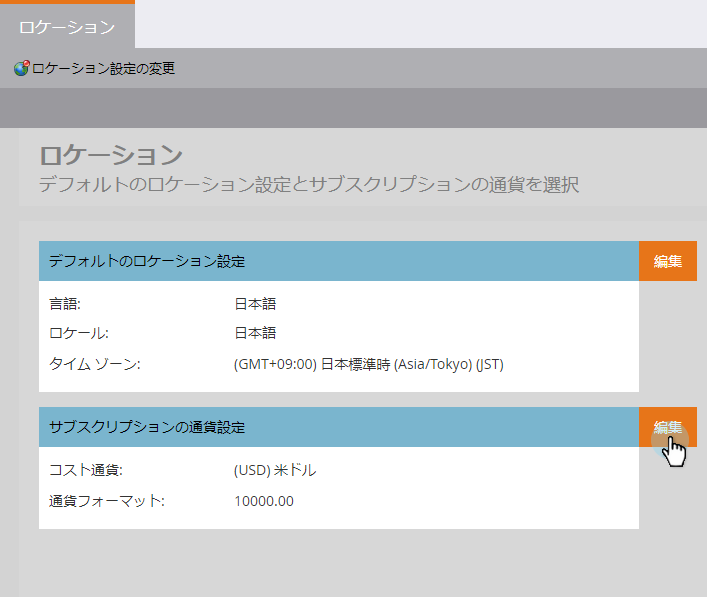 ロケーション
ロケーション設定の変更
ロケーション
デフォルトのロケーション設定とサブスクリプションの通貨を選択
デフォルトのロケーション設定 編集
言語: 日本語
ロケール: 日本語
タイム ゾーン: (GMT+09:00) 日本標準時 (Asia/Tokyo) (JST)
サブスクリプションの通貨設定 編集
コスト通貨: (USD) 米ドル
通貨フォーマット: 10000.00